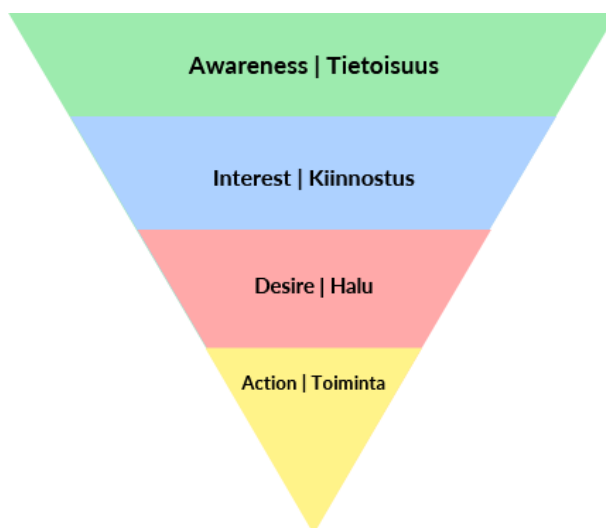 Awareness | Tietoisuus
Interest | Kiinnostus
Desire | Halu
Action | Toiminta